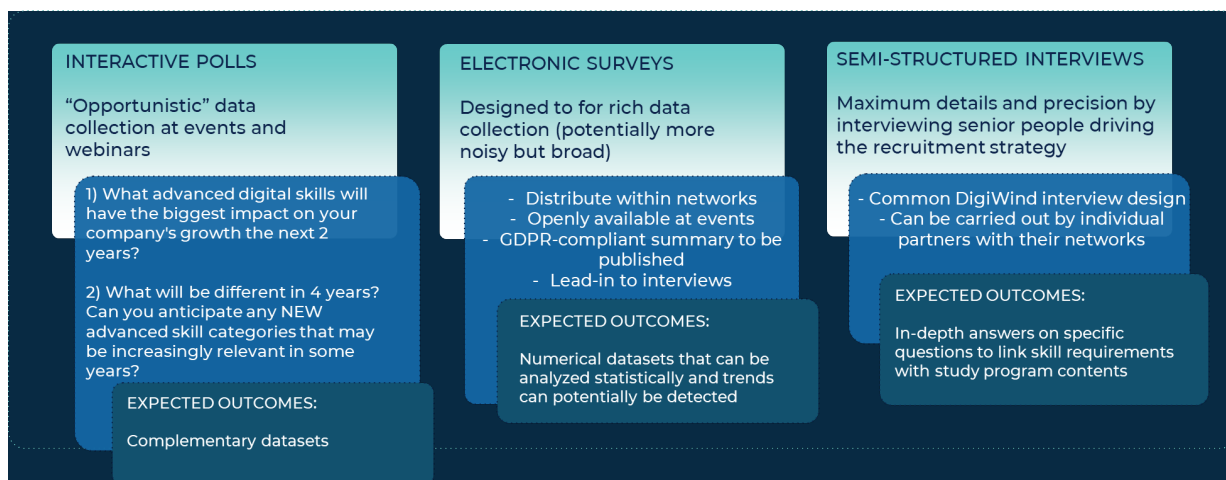 INTERACTIVE POLLS
“Opportunistic” data
collection at events and
webinars
1) What advanced digital skills will
have the biggest impact on your
company's growth the next 2
years?
2) What will be different in 4 years?
Can you anticipate any NEW
advanced skill categories that may
be increasingly relevant in some
years?
EXPECTED OUTCOMES:
Complementary datasets
ELECTRONIC SURVEYS
Designed to for rich data
collection (potentially more
noisy but broad)
- Distribute within networks
- Openly available at events
- GDPR-compliant summary to be
published
- Lead-in to interviews
EXPECTED OUTCOMES:
Numerical datasets that can be
analyzed statistically and trends
can potentially be detected
SEMI-STRUCTURED INTERVIEWS
Maximum details and precision by
interviewing senior people driving
the recruitment strategy
- Common DigiWind interview design
- Can be carried out by individual
partners with their networks
EXPECTED OUTCOMES:
In-depth answers on specific
questions to link skill requirements
with study program contents